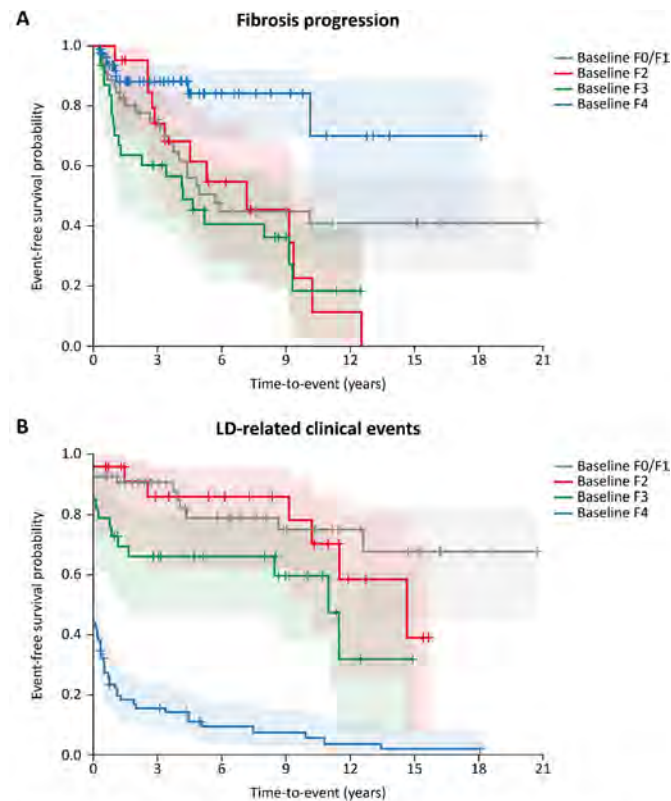 A
Fibrosis progression
Event-free survival probability
1.0
0.8
0.6
0.4
0.2
0.0
0 3 6 9 12 15 18 21
Time-to-event (years)
Baseline F0/F1
Baseline F2
Baseline F3
Baseline F4
B
LD-related clinical events
Event-free survival probability
1.0
0.8
0.6
0.4
0.2
0.0
0 3 6 9 12 15 18 21
Time-to-event (years)
Baseline F0/F1
Baseline F2
Baseline F3
Baseline F4